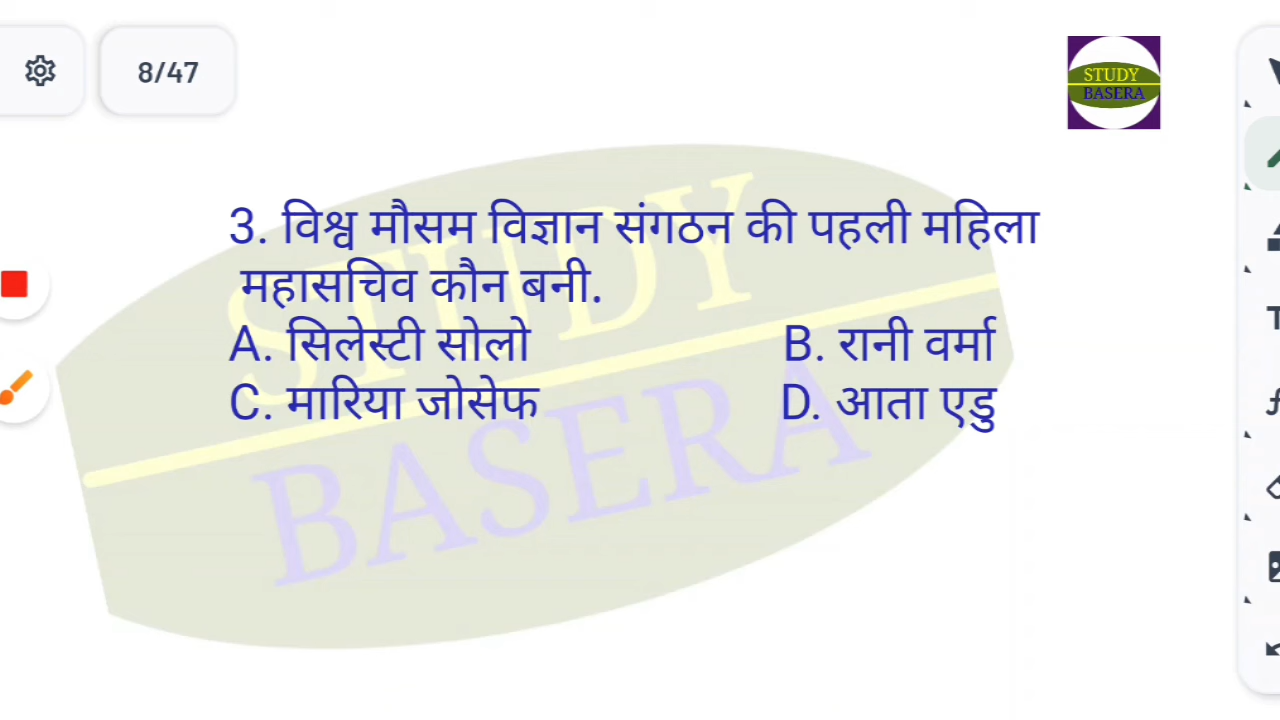 8/47
STUDY
BASERA
3. विश्व मौसम विज्ञान संगठन की पहली महिला
महासचिव कौन बनी.
A. सिलेस्टी सोलो B. रानी वर्मा
C. मारिया जोसेफ D. आता एडु
STUDY
BASERA